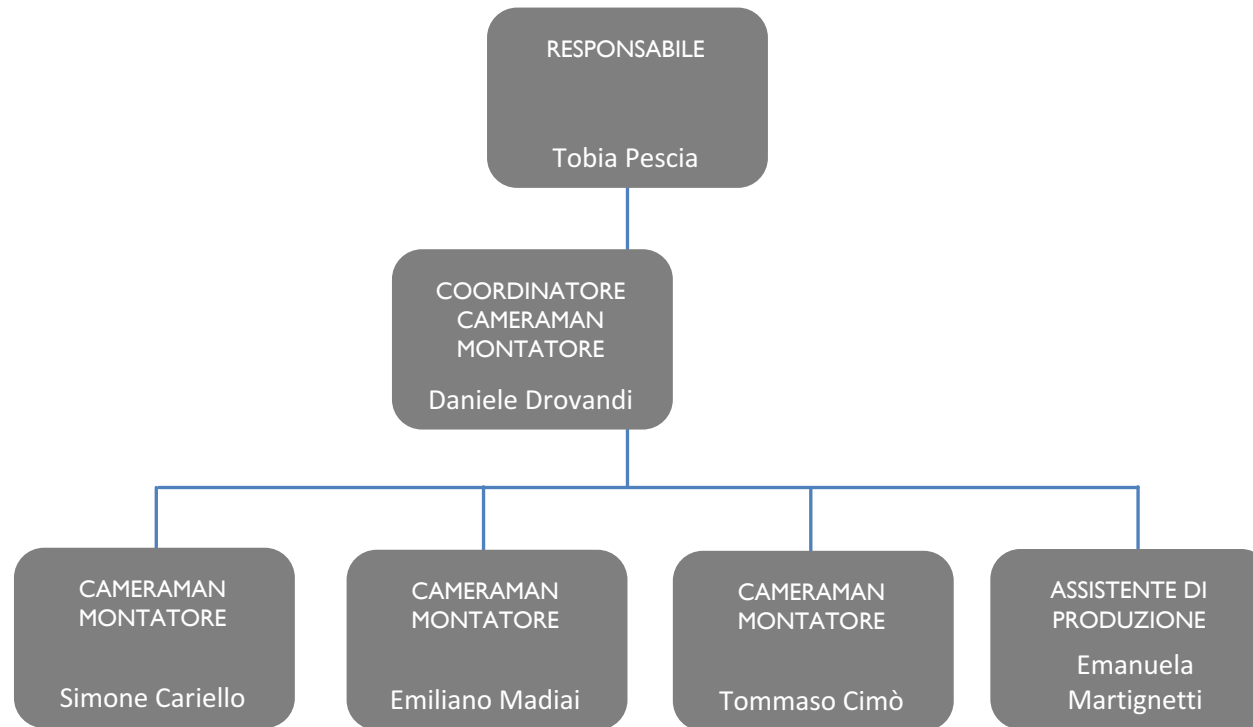 RESPONSABILE
Tobia Pescia
COORDINATORE
CAMERAMAN
MONTATORE
Daniele Drovandi
CAMERAMAN
MONTATORE
Simone Cariello
CAMERAMAN
MONTATORE
Emiliano Madiai
CAMERAMAN
MONTATORE
Tommaso Cimò
ASSISTENTE DI
PRODUZIONE
Emanuela
Martignetti